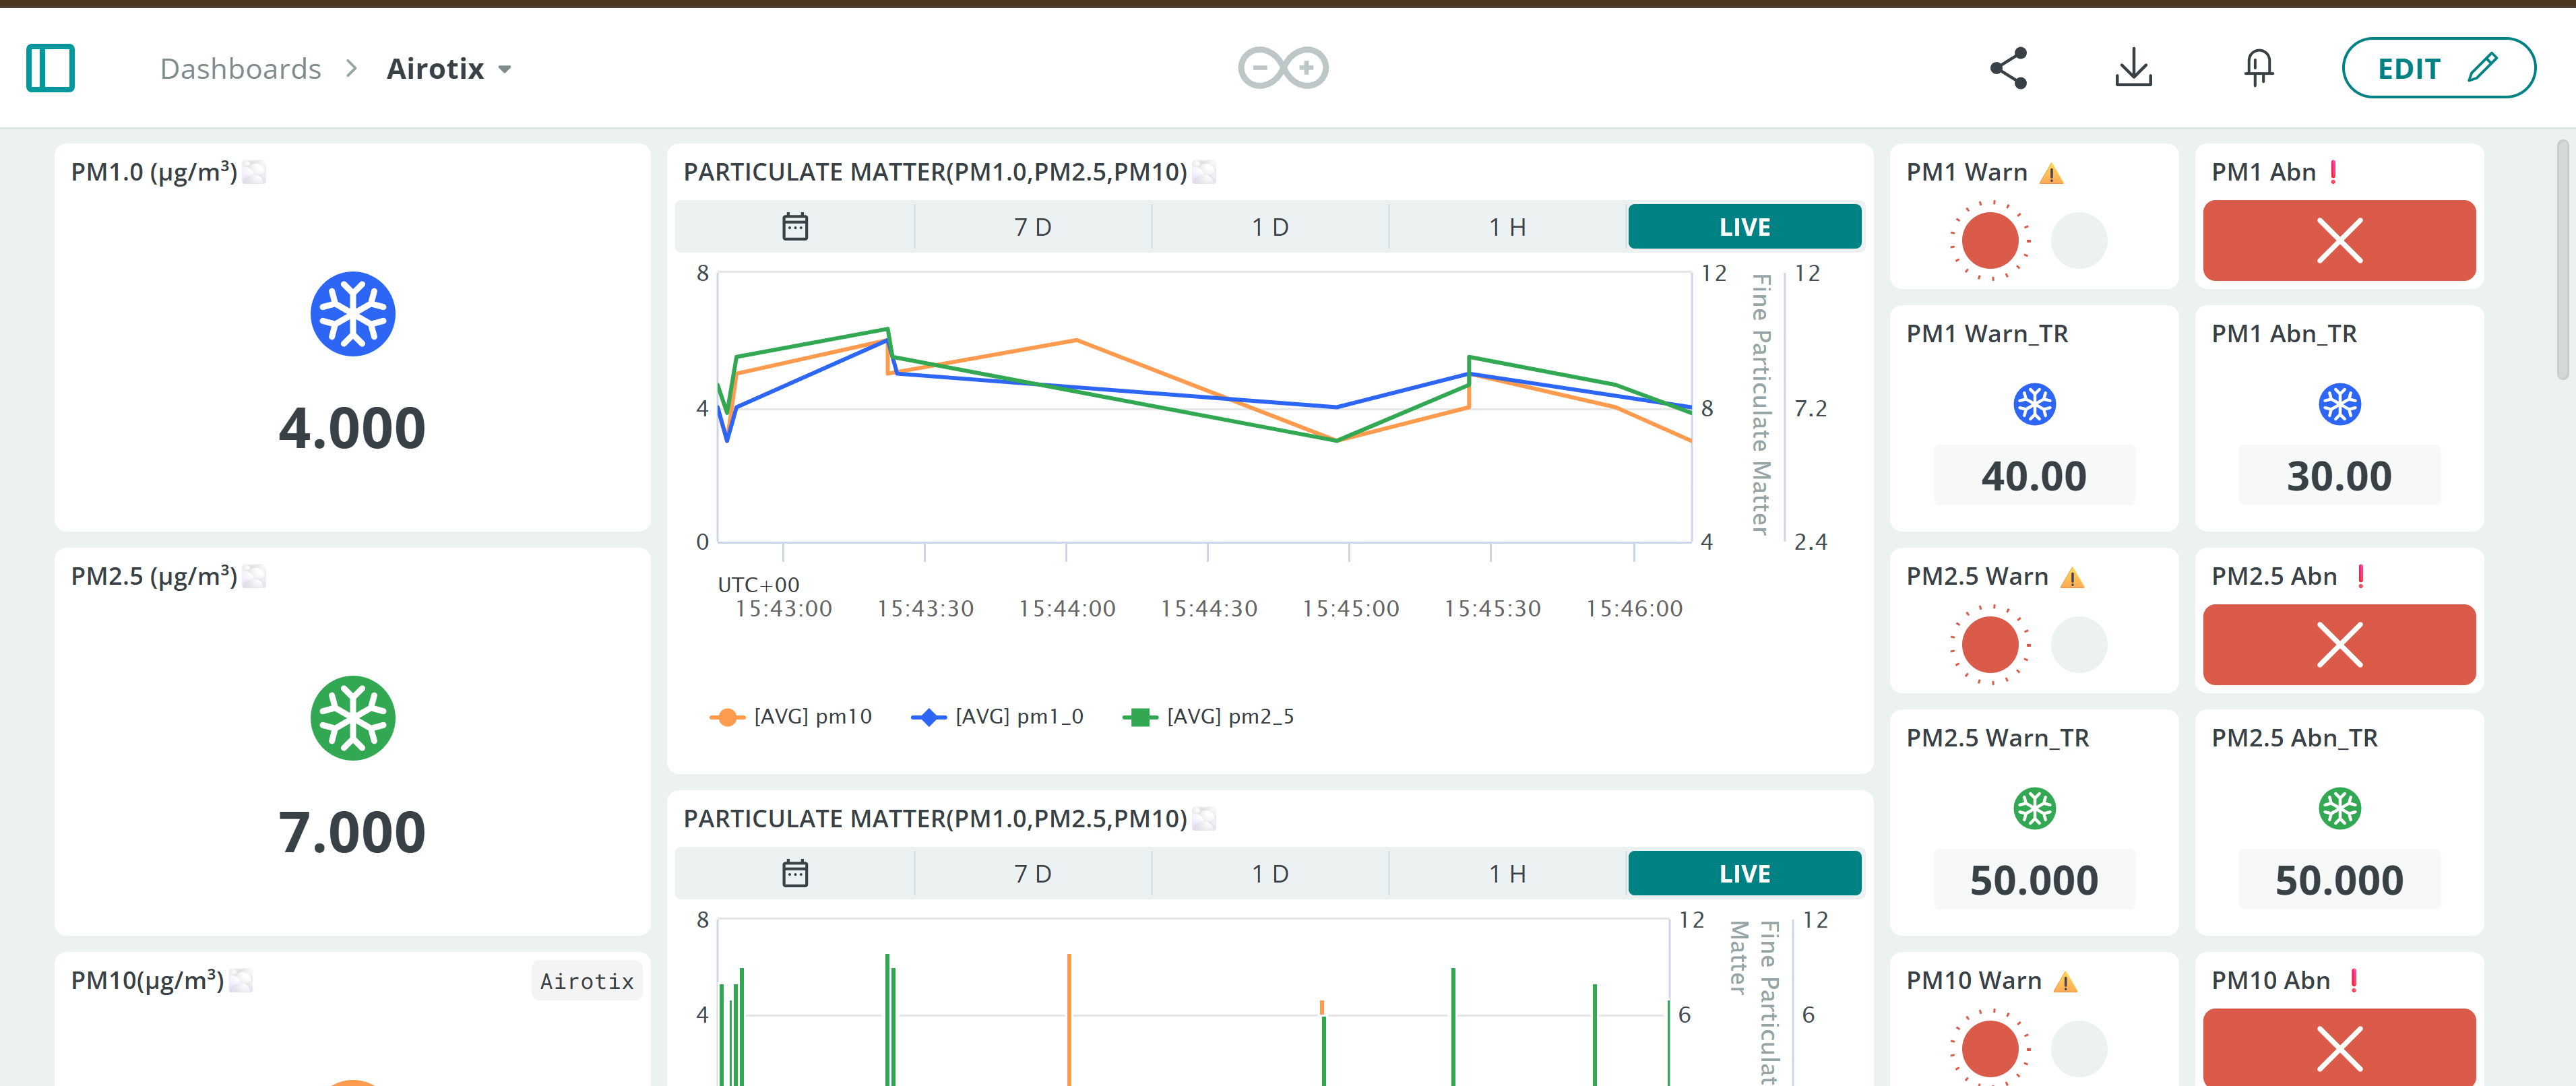 Dashboards > Airotix
EDIT
PM1.0 (µg/m³)
4.000
PM2.5 (µg/m³)
7.000
PM10(µg/m³)
Airotix
PARTICULATE MATTER(PM1.0,PM2.5,PM10)
7 D 1 D 1 H LIVE
8 12 12
4 8 7.2
0 4 2.4
Fine Particulate Matter
UTC+00
15:43:00 15:43:30 15:44:00 15:44:30 15:45:00 15:45:30 15:46:00
[AVG] pm10 [AVG] pm1_0 [AVG] pm2_5
PARTICULATE MATTER(PM1.0,PM2.5,PM10)
7 D 1 D 1 H LIVE
8 12 12
4 6 6
Fine Particulat
Matter
PM1 Warn
PM1 Abn
PM1 Warn_TR
40.00
PM1 Abn_TR
30.00
PM2.5 Warn
PM2.5 Abn
PM2.5 Warn_TR
50.000
PM2.5 Abn_TR
50.000
PM10 Warn
PM10 Abn